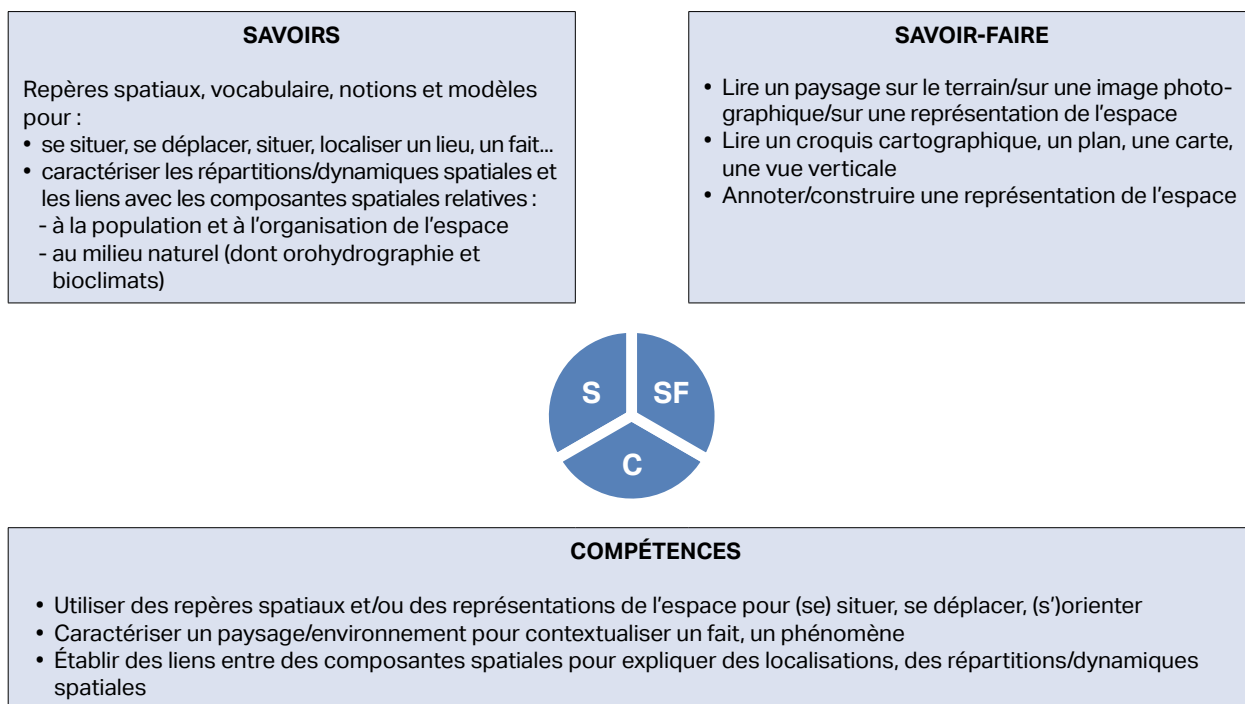 SAVOIRS
Repères spatiaux, vocabulaire, notions et modèles
pour :
• se situer, se déplacer, situer, localiser un lieu, un fait...
• caractériser les répartitions/dynamiques spatiales et
les liens avec les composantes spatiales relatives :
- à la population et à l'organisation de l'espace
- au milieu naturel (dont orohydrographie et
bioclimats)
SAVOIR-FAIRE
• Lire un paysage sur le terrain/sur une image photo-
graphique/sur une représentation de l'espace
• Lire un croquis cartographique, un plan, une carte,
une vue verticale
• Annoter/construire une représentation de l'espace
S
SF
C
COMPÉTENCES
• Utiliser des repères spatiaux et/ou des représentations de l'espace pour (se) situer, se déplacer, (s')orienter
• Caractériser un paysage/environnement pour contextualiser un fait, un phénomène
• Établir des liens entre des composantes spatiales pour expliquer des localisations, des répartitions/dynamiques
spatiales